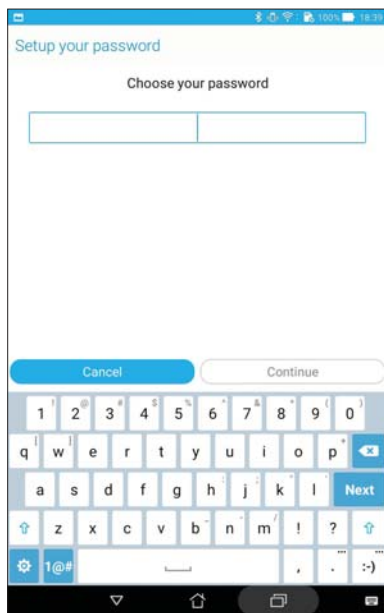 100% 18:39
Setup your password
Choose your password
Cancel Continue
1 ! 2 @ 3 # 4 $ 5 % 6 ^ 7 & 8 * 9 ( 0 )
q [ w ] e r t y u i o p +
a s d f g h : j ; k ' l Next
z x c v b - n - m / ! ?
1@# , . :-)